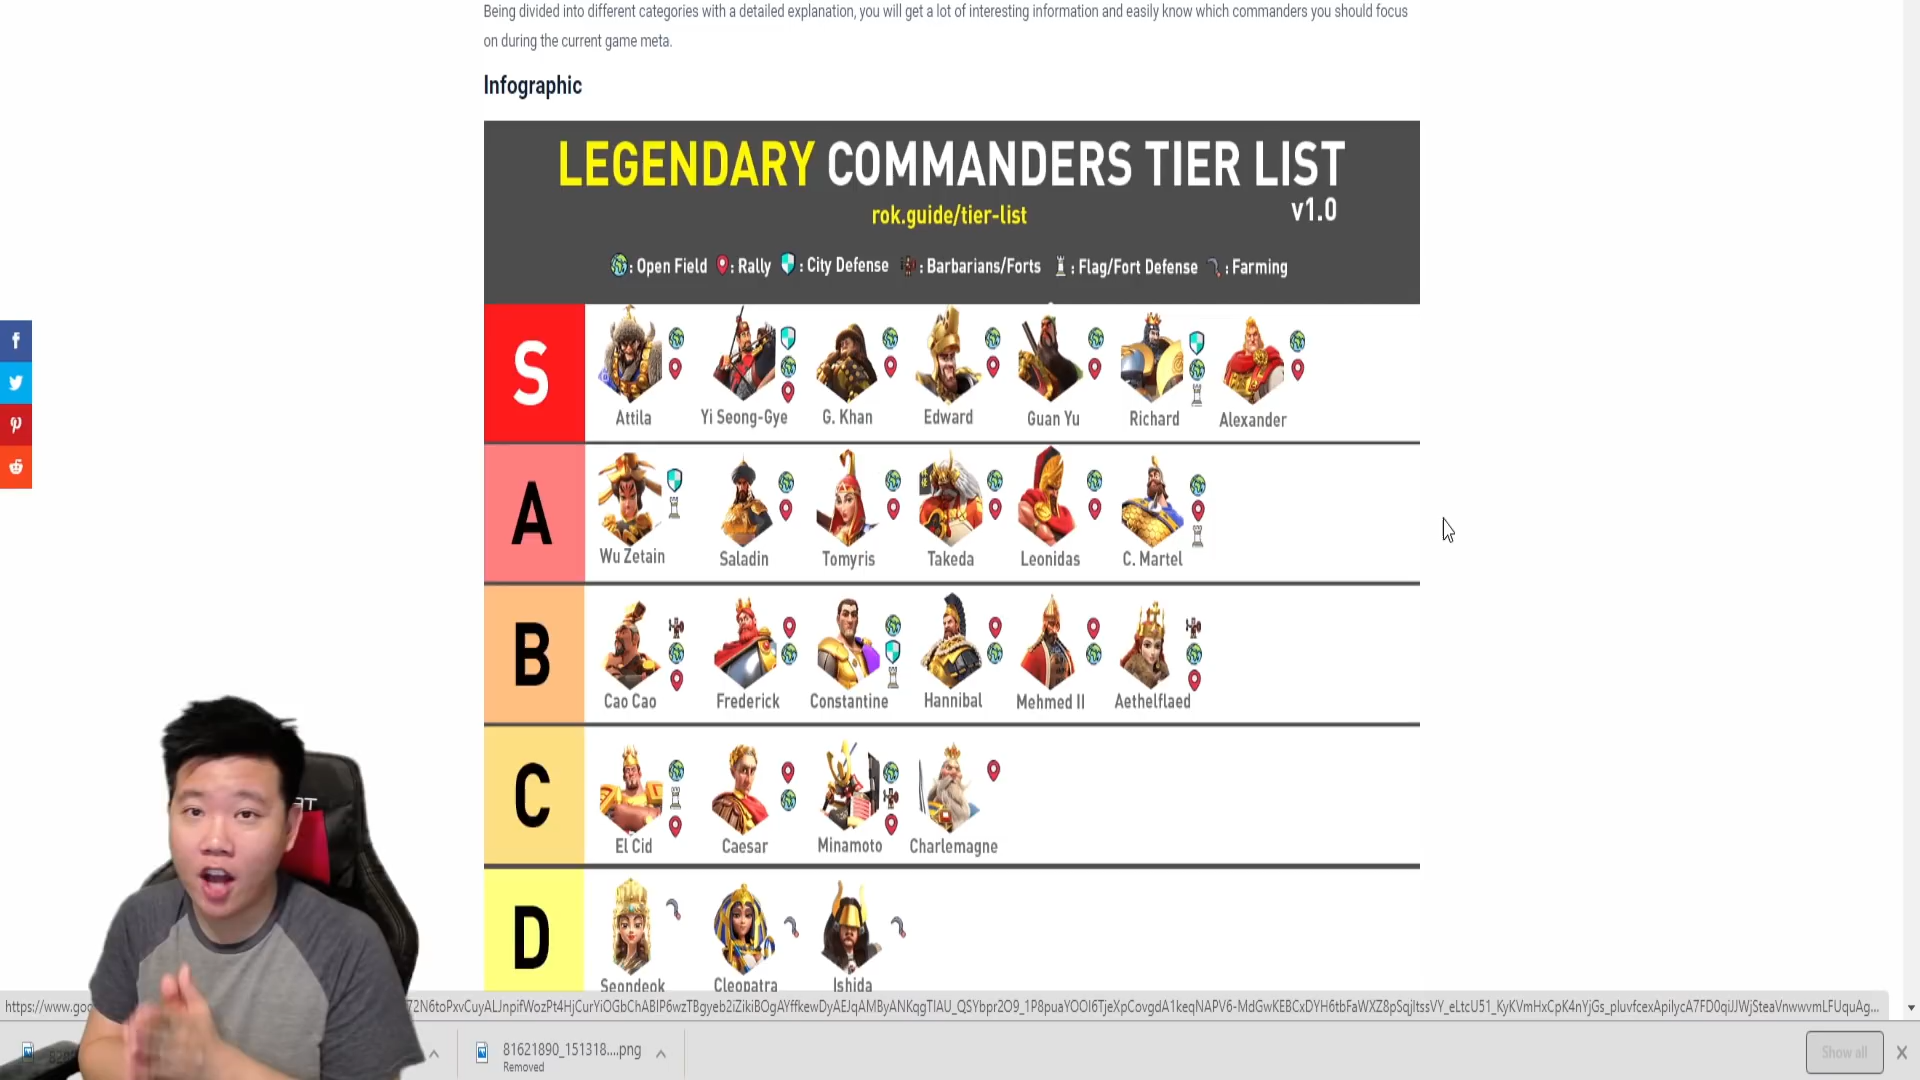 Being divided into different categories with a detailed explanation, you will get a lot of interesting information and easily know which commanders you should focus
on during the current game meta.
Infographic
LEGENDARY COMMANDERS TIER LIST
rok.guide/tier-list
v1.0
: Open Field : Rally : City Defense : Barbarians/Forts : Flag/Fort Defense : Farming
S
Attila Yi Seong-Gye G. Khan Edward Guan Yu Richard Alexander
A
Wu Zetain Saladin Tomyris Takeda Leonidas C. Martel
B
Cao Cao Frederick Constantine Hannibal Mehmed II Aethelflaed
C
El Cid Caesar Minamoto Charlemagne
D
Seondeok Cleopatra Ishida
81621890_151318....png
Removed
Show all